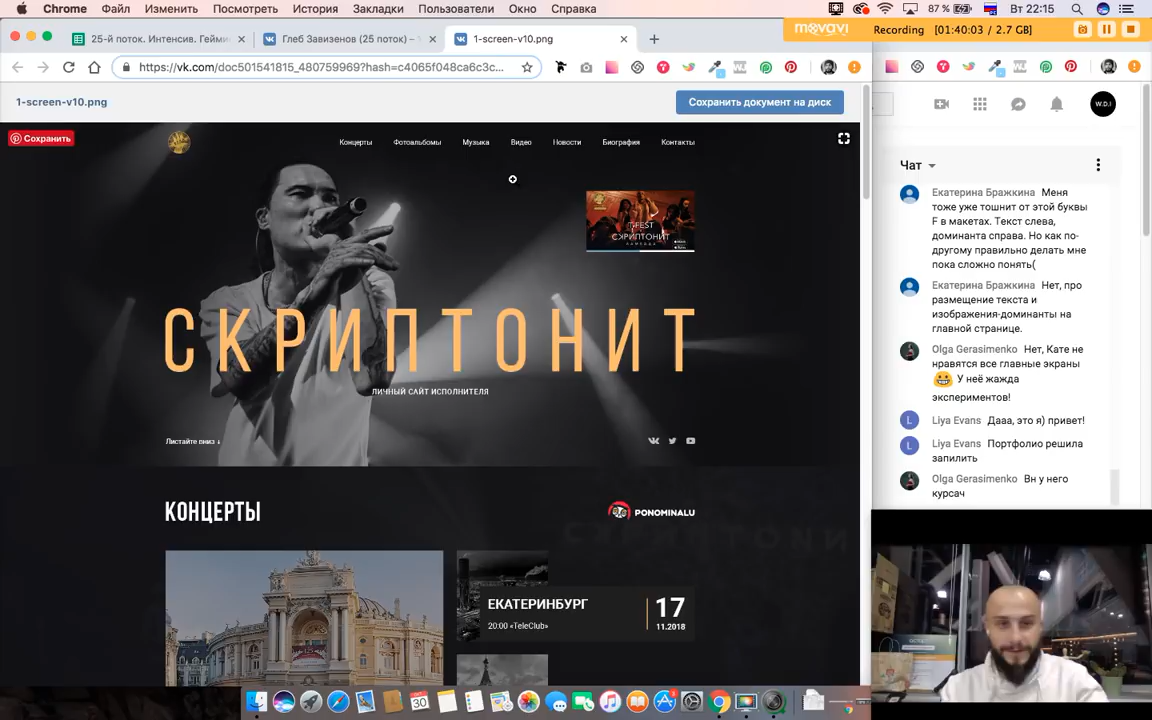 Chrome Файл Изменить Посмотреть История Закладки Пользователи Окно Справка 87 % Вт 22:15
25-й поток. Интенсив. Гейми
Глеб Завизенов (25 поток) –
1-screen-v10.png
movavi Recording [01:40:03 / 2.7 GB]
https://vk.com/doc501541815_480759969?hash=c4065f048ca6c3c...
1-screen-v10.png
Сохранить документ на диск
W.D.I
Сохранить
Концерты Фотоальбомы Музыка Видео Новости Биография Контакты
СКРИПТОНИТ
СКРИПТОНИТ
ЛИЧНЫЙ САЙТ ИСПОЛНИТЕЛЯ
Листайте вниз ↓
КОНЦЕРТЫ
PONOMINALU
ЕКАТЕРИНБУРГ
20:00 «TeleClub»
17
11.2018
Чат
Екатерина Бражкина Меня
тоже уже тошнит от этой буквы
F в макетах. Текст слева,
доминанта справа. Но как по-
другому правильно делать мне
пока сложно понять(
Екатерина Бражкина Нет, про
размещение текста и
изображения-доминанты на
главной странице.
Olga Gerasimenko Нет, Кате не
нравятся все главные экраны
У неё жажда
экспериментов!
L Liya Evans Дааа, это я) привет!
L Liya Evans Портфолио решила
запилить
Olga Gerasimenko Вн у него
курсач
30